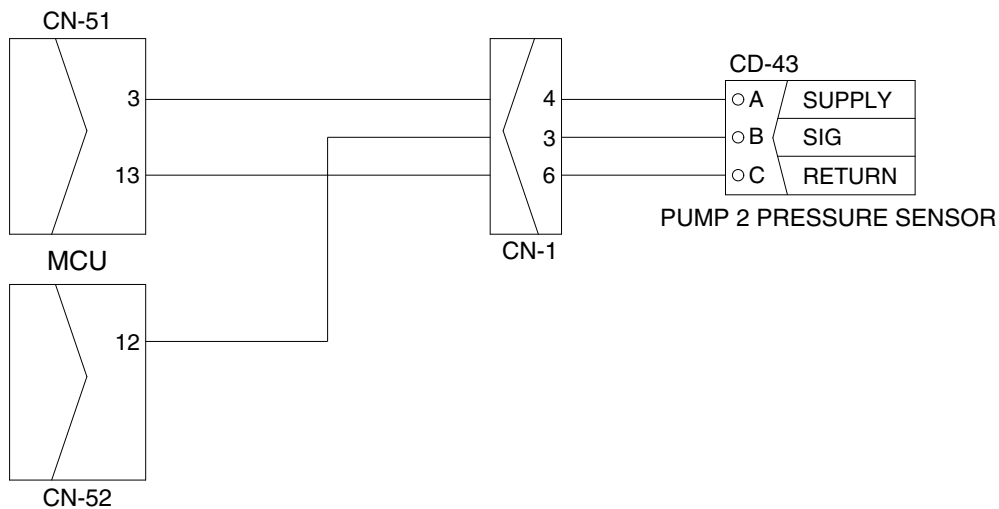 CN-51
CD-43
3
4
A SUPPLY
3
B SIG
13
6
C RETURN
PUMP 2 PRESSURE SENSOR
CN-1
MCU
12
CN-52